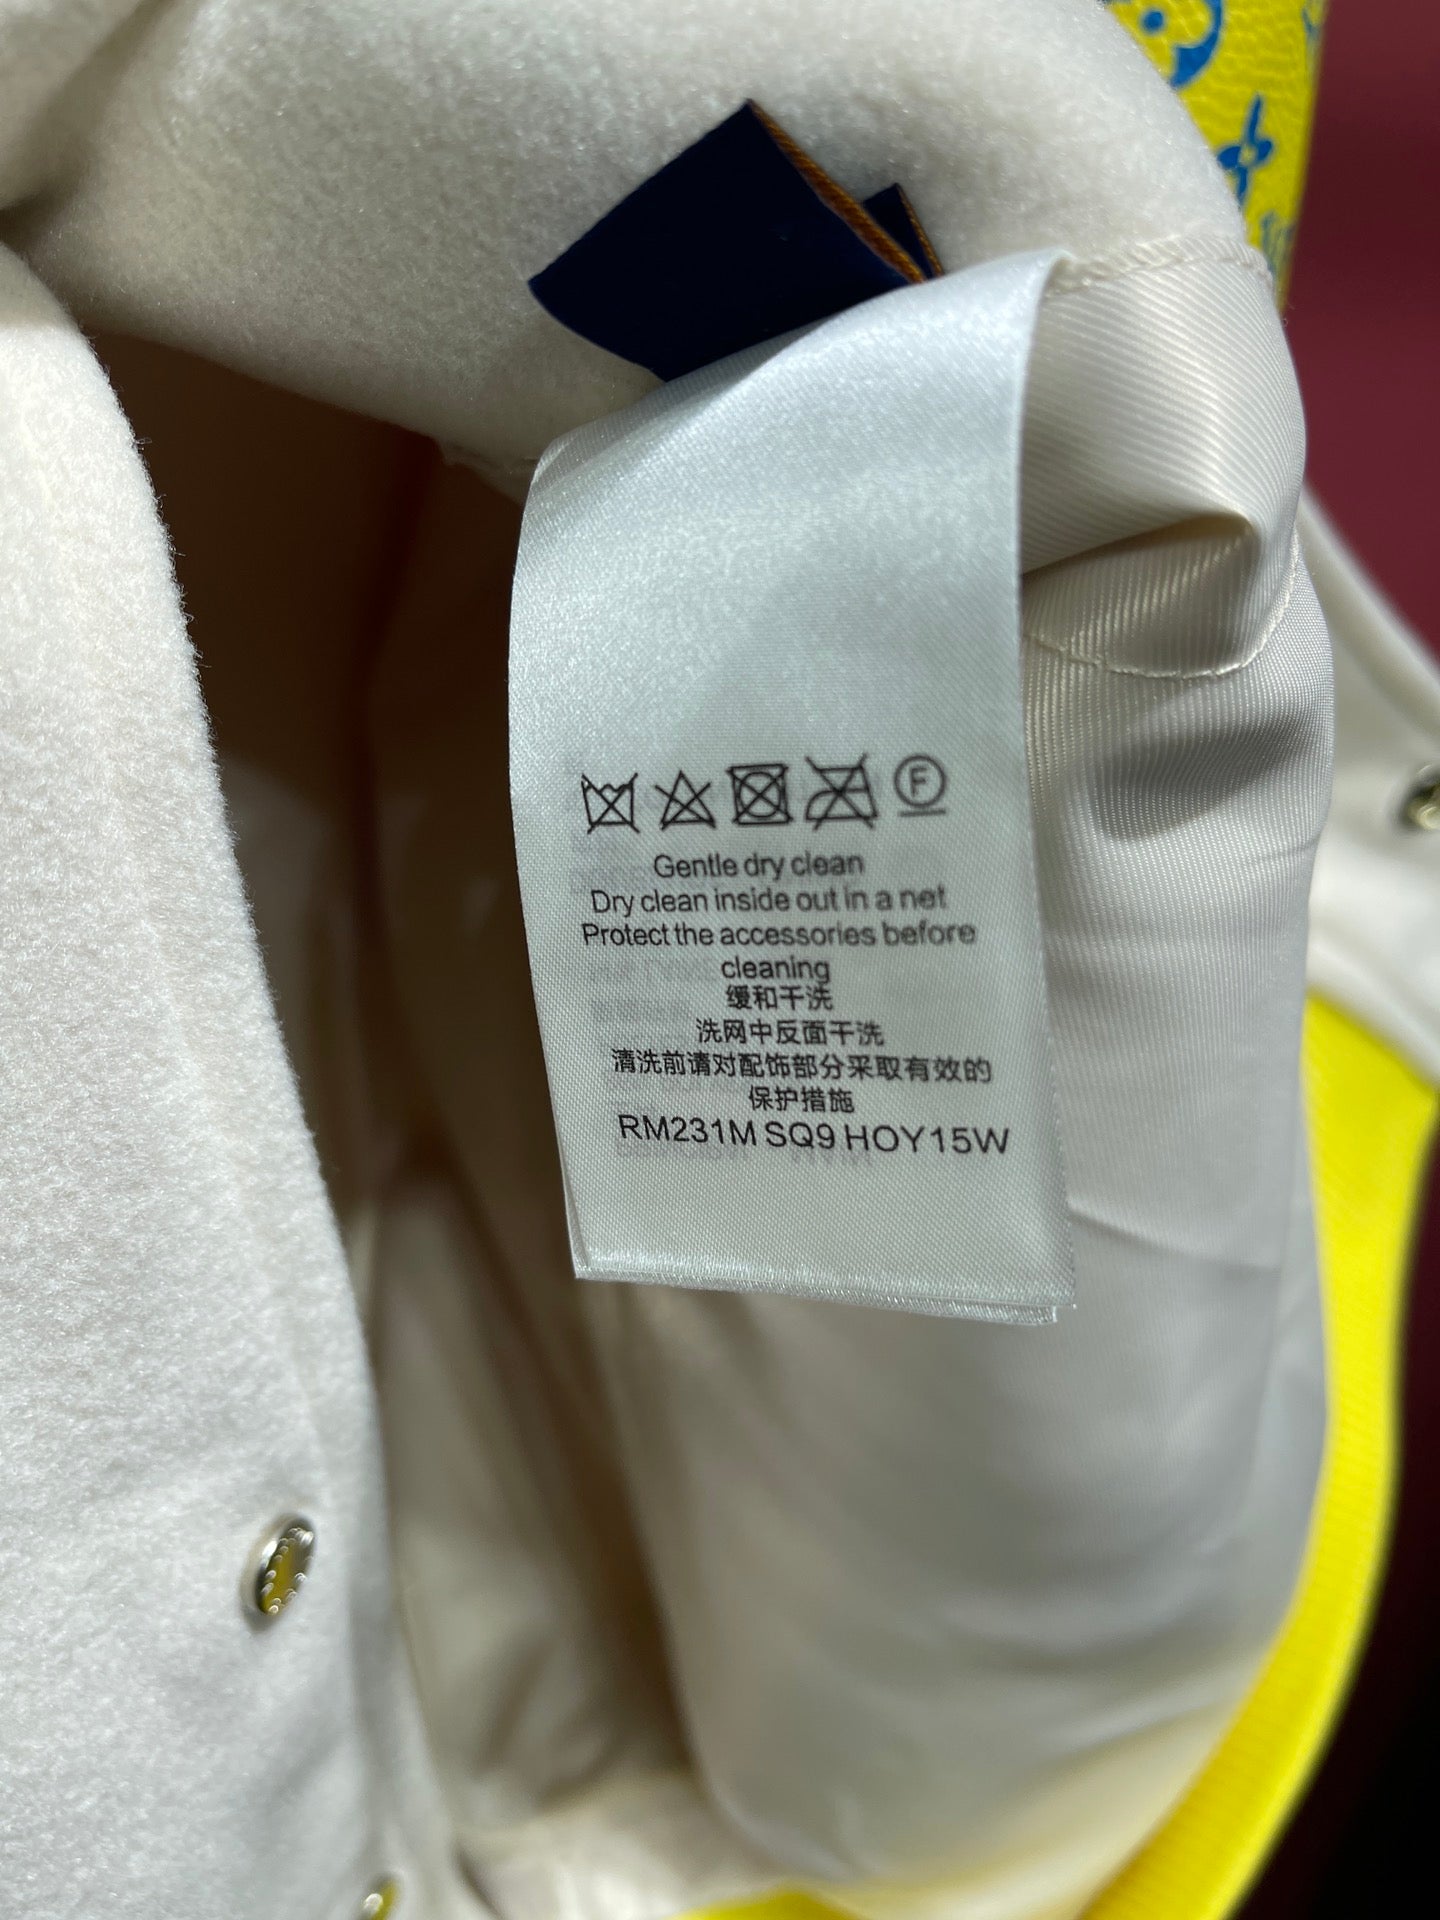 F
Gentle dry clean
Dry clean inside out in a net
Protect the accessories before
cleaning
缓和干洗
洗网中反面干洗
清洗前请对配饰部分采取有效的
保护措施
RM231M SQ9 HOY15W